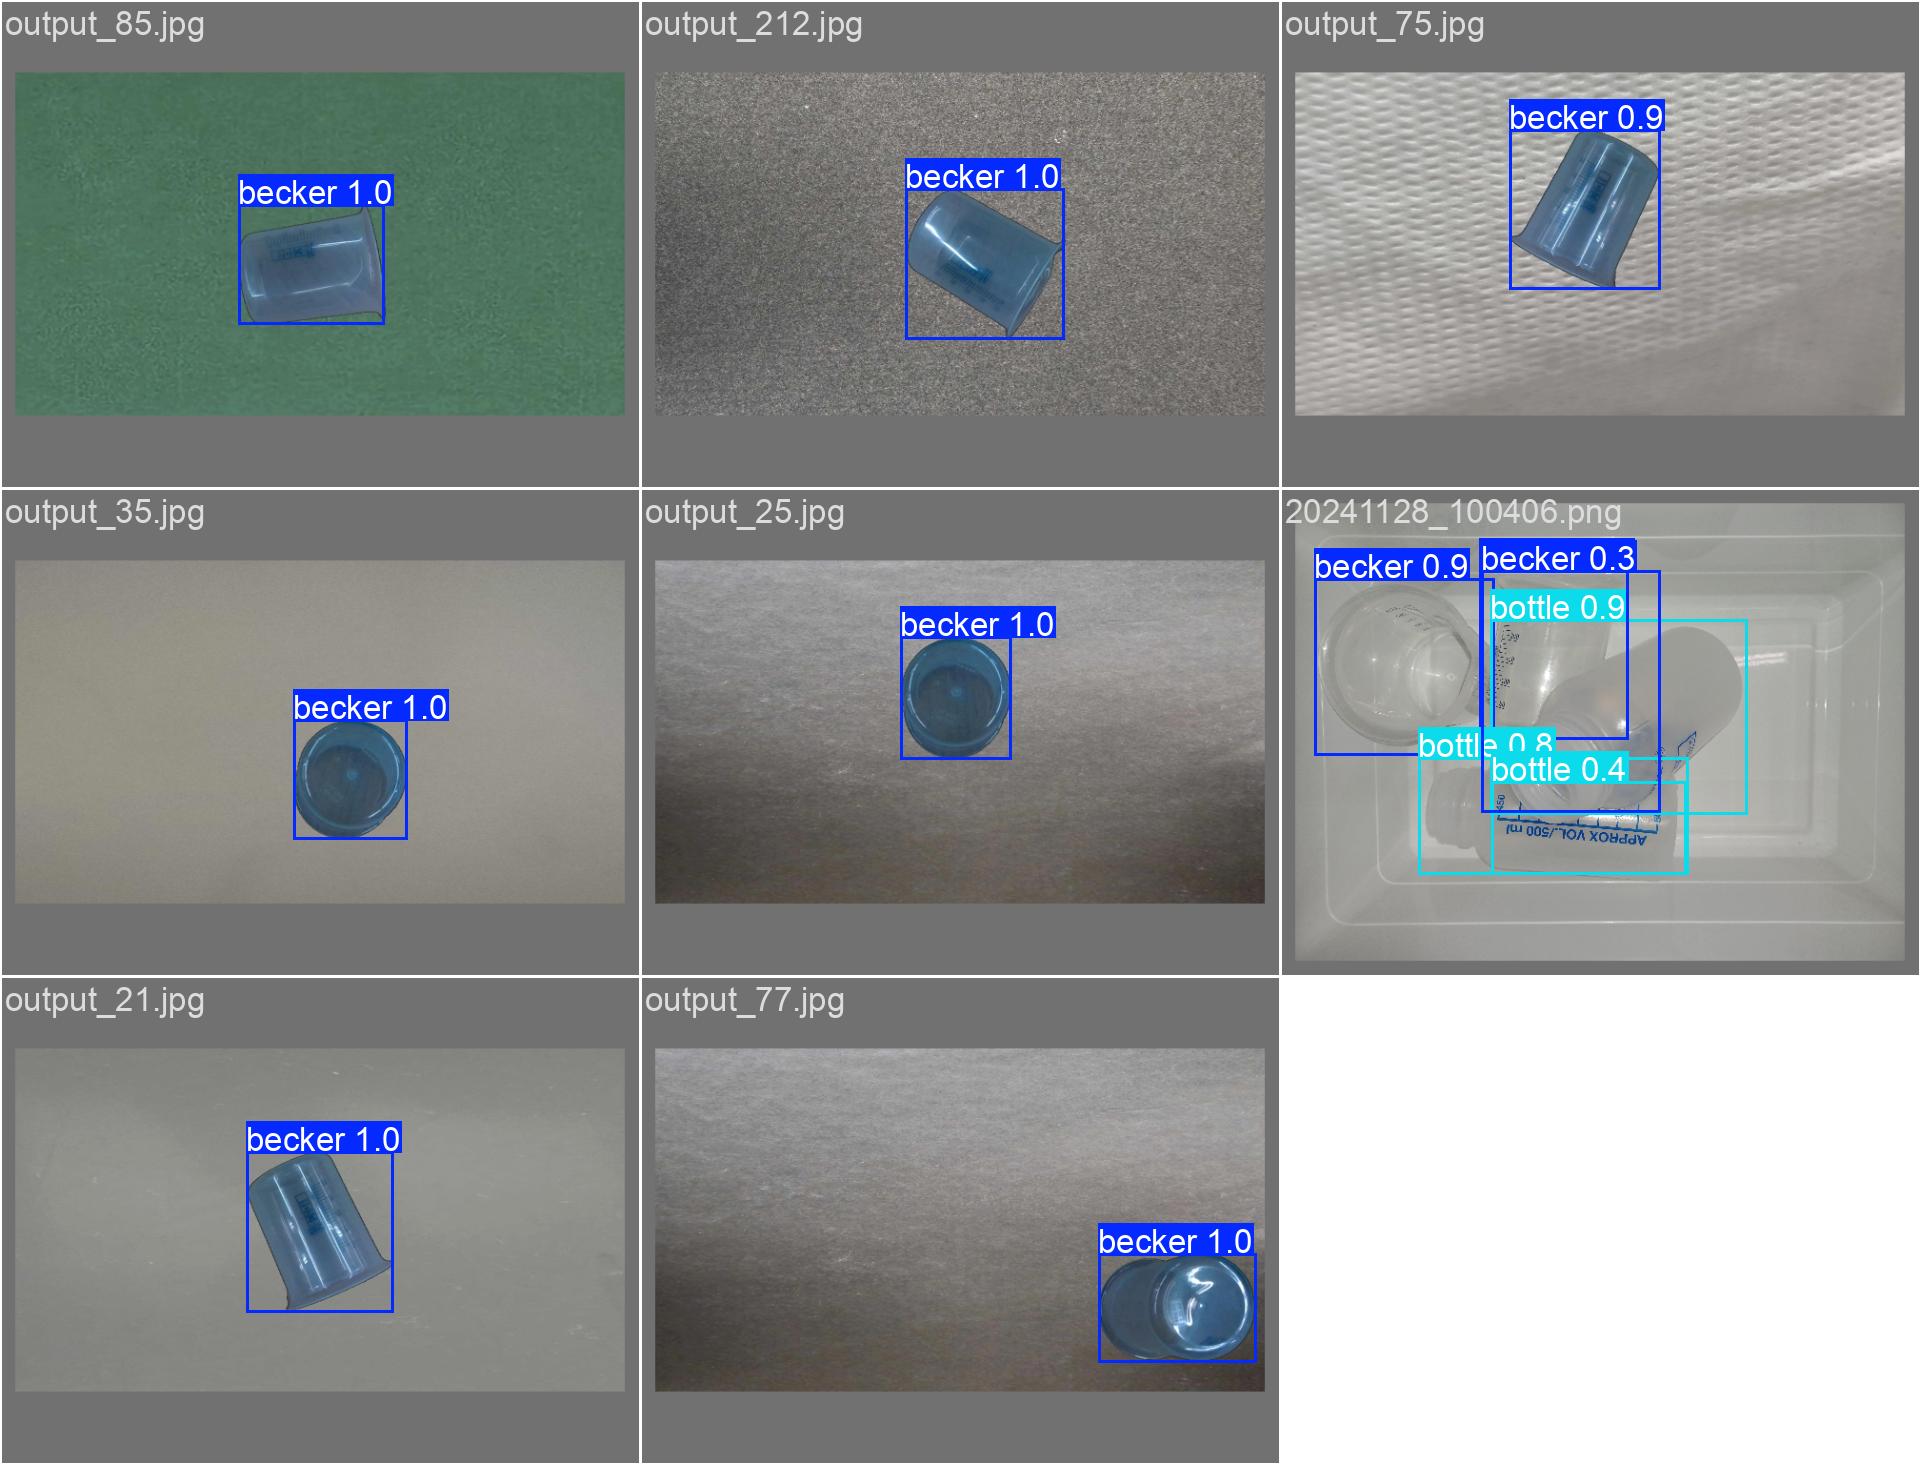 output_85.jpg
becker 1.0
output_212.jpg
becker 1.0
output_75.jpg
becker 0.9
output_35.jpg
becker 1.0
output_25.jpg
becker 1.0
20241128_100406.png
becker 0.9
becker 0.3
bottle 0.9
bottle 0.8
bottle 0.4
450
APPROX VOL./500 ml
output_21.jpg
becker 1.0
output_77.jpg
becker 1.0